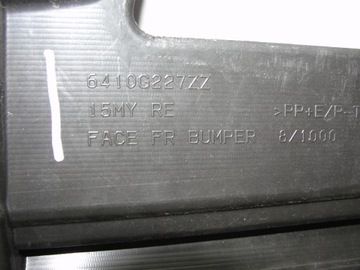 6410G227ZZ
15MY RE >PP+E/P-T
FACE FR BUMPER 8/1000